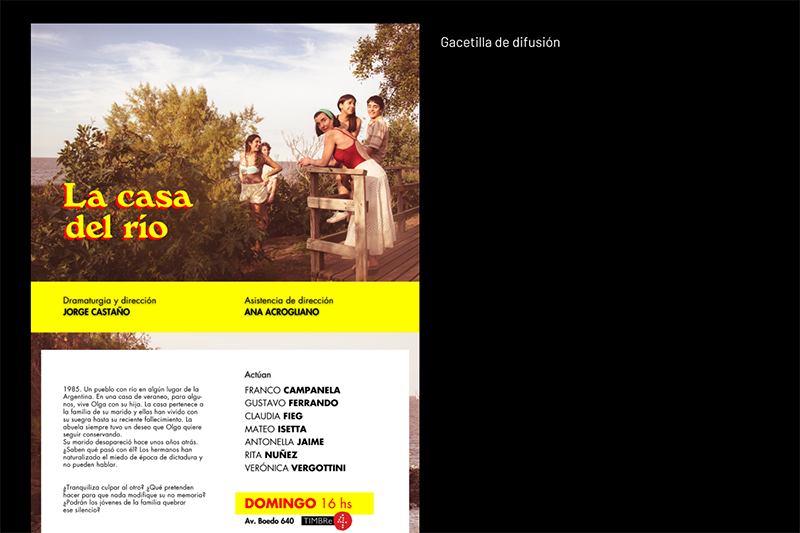 Gacetilla de difusión
La casa
del río
Dramaturgia y dirección
JORGE CASTAÑO
Asistencia de dirección
ANA ACROGLIANO
1985. Un pueblo con río en algún lugar de la
Argentina. En una casa de veraneo, para algu-
nos, vive Olga con su hija. La casa pertenece a
la familia de su marido y ellas han vivido con
su suegra hasta su reciente fallecimiento. La
abuela siempre tuvo un deseo que Olga quiere
seguir conservando.
Su marido desapareció hace unos años atrás.
¿Saben qué pasó con él? Los hermanos han
naturalizado el miedo de época de dictadura y
no pueden hablar.
¿Tranquiliza culpar al otro? ¿Qué pretenden
hacer para que nada modifique su no memoria?
¿Podrán los jóvenes de la familia quebrar
ese silencio?
Actúan
FRANCO CAMPANELA
GUSTAVO FERRANDO
CLAUDIA FIEG
MATEO ISETTA
ANTONELLA JAIME
RITA NUÑEZ
VERÓNICA VERGOTTINI
DOMINGO 16 hs
Av. Boedo 640 TIMBRe 4